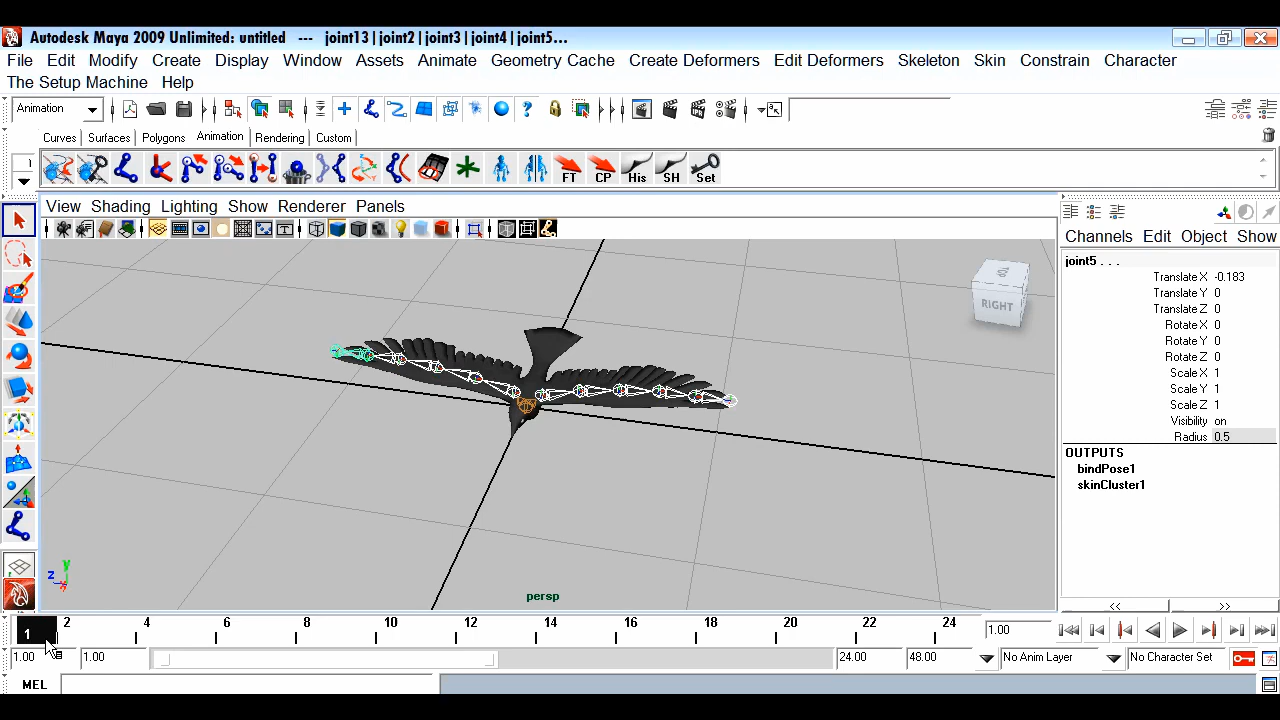 Autodesk Maya 2009 Unlimited: untitled --- joint13|joint2|joint3|joint4|joint5...
File Edit Modify Create Display Window Assets Animate Geometry Cache Create Deformers Edit Deformers Skeleton Skin Constrain Character
The Setup Machine Help
Animation
Curves Surfaces Polygons Animation Rendering Custom
FT CP His SH Set
View Shading Lighting Show Renderer Panels
Channels Edit Object Show
joint5 . . .
Translate X -0.183
Translate Y 0
Translate Z 0
Rotate X 0
Rotate Y 0
Rotate Z 0
Scale X 1
Scale Y 1
Scale Z 1
Visibility on
Radius 0.5
OUTPUTS
bindPose1
skinCluster1
TOP
RIGHT
y
z
persp
<< >>
1 2 4 6 8 10 12 14 16 18 20 22 24 1.00
1.00 1.00 24.00 48.00 No Anim Layer No Character Set
MEL